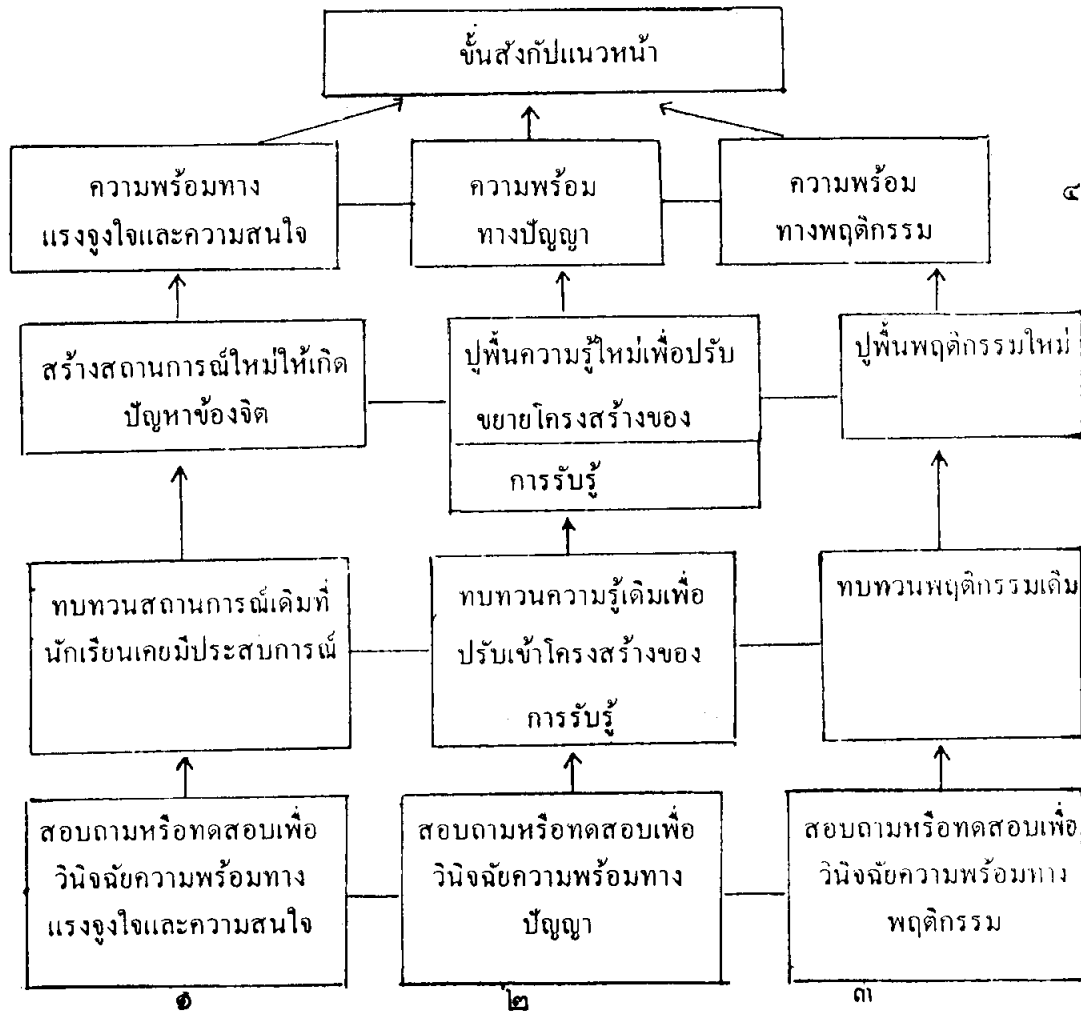 ขั้นสังกัปแนวหน้า
ความพร้อมทาง
แรงจูงใจและความสนใจ
ความพร้อม
ทางปัญญา
ความพร้อม
ทางพฤติกรรม
๔
สร้างสถานการณ์ใหม่ให้เกิด
ปัญหาข้องจิต
ปูพื้นความรู้ใหม่เพื่อปรับ
ขยายโครงสร้างของ
การรับรู้
ปูพื้นพฤติกรรมใหม่
ทบทวนสถานการณ์เดิมที่
นักเรียนเคยมีประสบการณ์
ทบทวนความรู้เดิมเพื่อ
ปรับเข้าโครงสร้างของ
การรับรู้
ทบทวนพฤติกรรมเดิม
สอบถามหรือทดสอบเพื่อ
วินิจฉัยความพร้อมทาง
แรงจูงใจและความสนใจ
สอบถามหรือทดสอบเพื่อ
วินิจฉัยความพร้อมทาง
ปัญญา
สอบถามหรือทดสอบเพื่อ
วินิจฉัยความพร้อมทาง
พฤติกรรม
๑
๒
๓